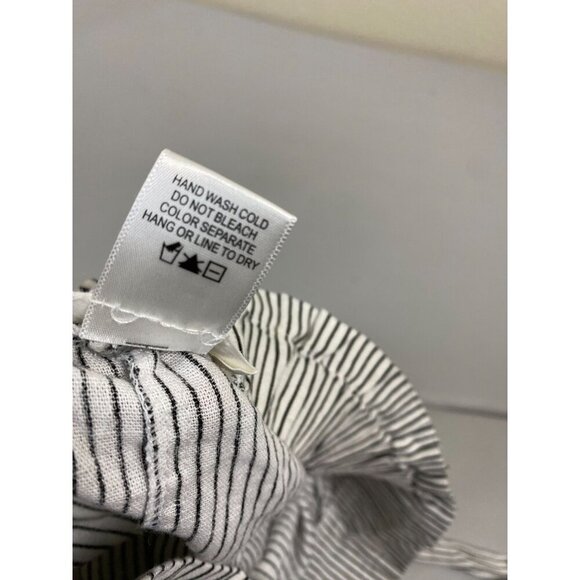 HAND WASH COLD
DO NOT BLEACH
COLOR SEPARATE
HANG OR LINE TO DRY